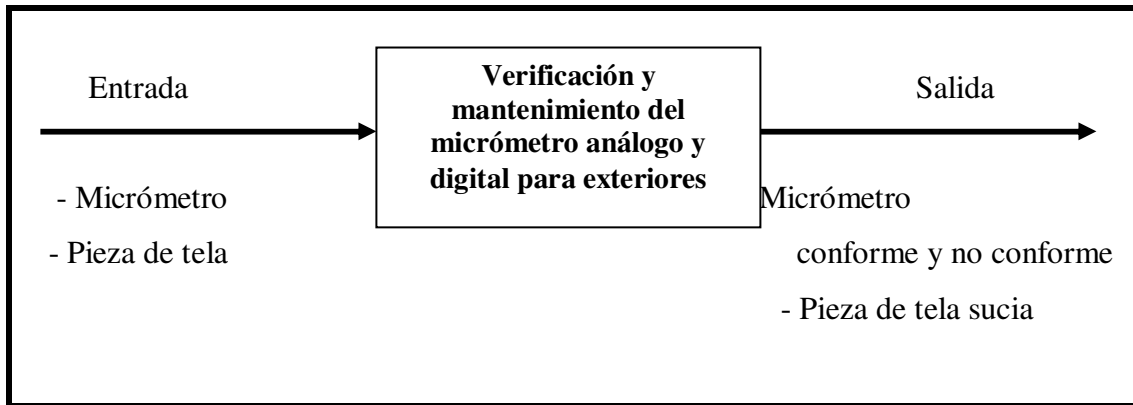 Entrada
- Micrómetro
- Pieza de tela
Verificación y
mantenimiento del
micrómetro análogo y
digital para exteriores
Salida
Micrómetro
conforme y no conforme
- Pieza de tela sucia